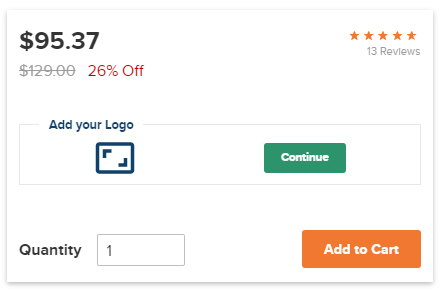 $95.37
13 Reviews
$129.00 26% Off
Add your Logo
Continue
Quantity 1 Add to Cart